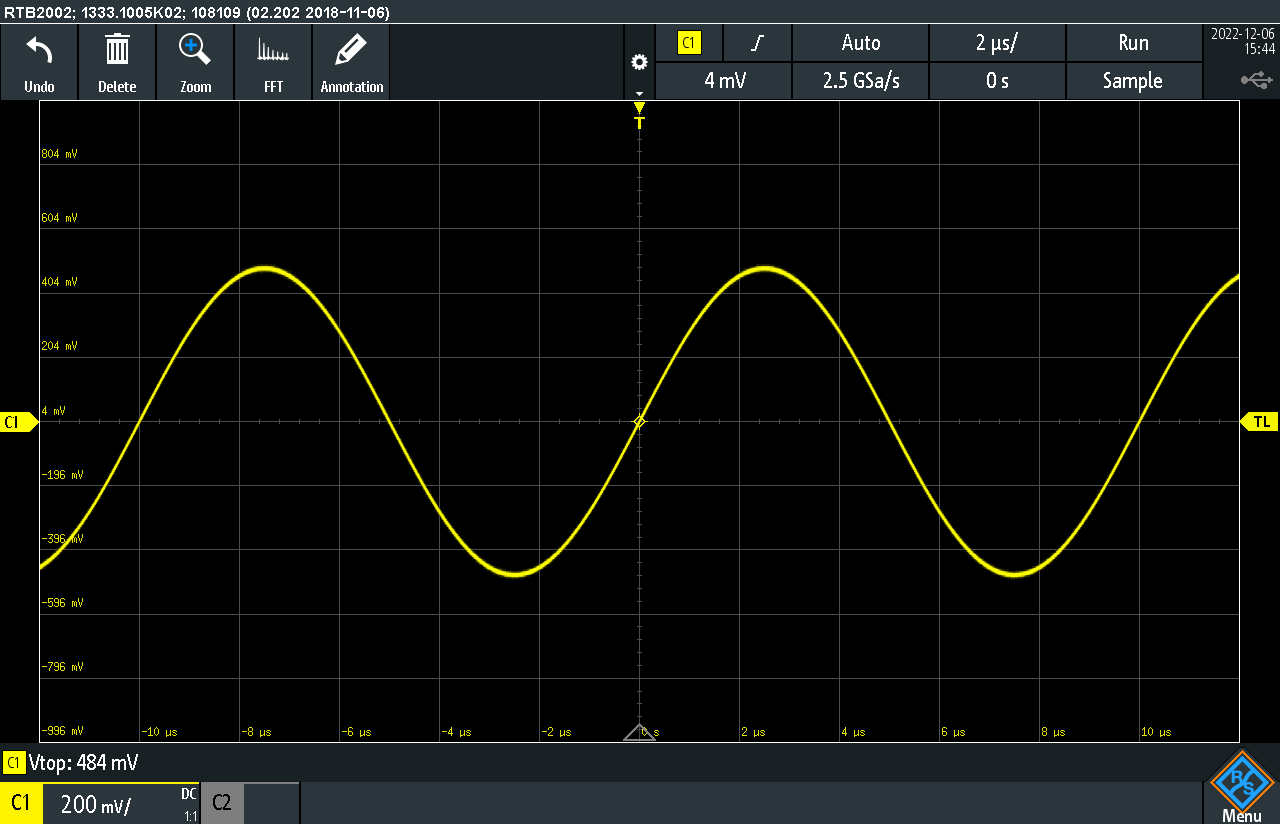 RTB2002; 1333.1005K02; 108109 (02.202 2018-11-06)
Undo
Delete
Zoom
FFT
Annotation
C1
Auto
2 µs/
Run
4 mV
2.5 GSa/s
0 s
Sample
2022-12-06
15:44
T
804 mV
604 mV
404 mV
204 mV
4 mV
-196 mV
-396 mV
-596 mV
-796 mV
-996 mV
C1
TL
-10 µs
-8 µs
-6 µs
-4 µs
-2 µs
0 s
2 µs
4 µs
6 µs
8 µs
10 µs
C1 Vtop: 484 mV
C1
200 mV/
DC
1:1
C2
R
S
Menu